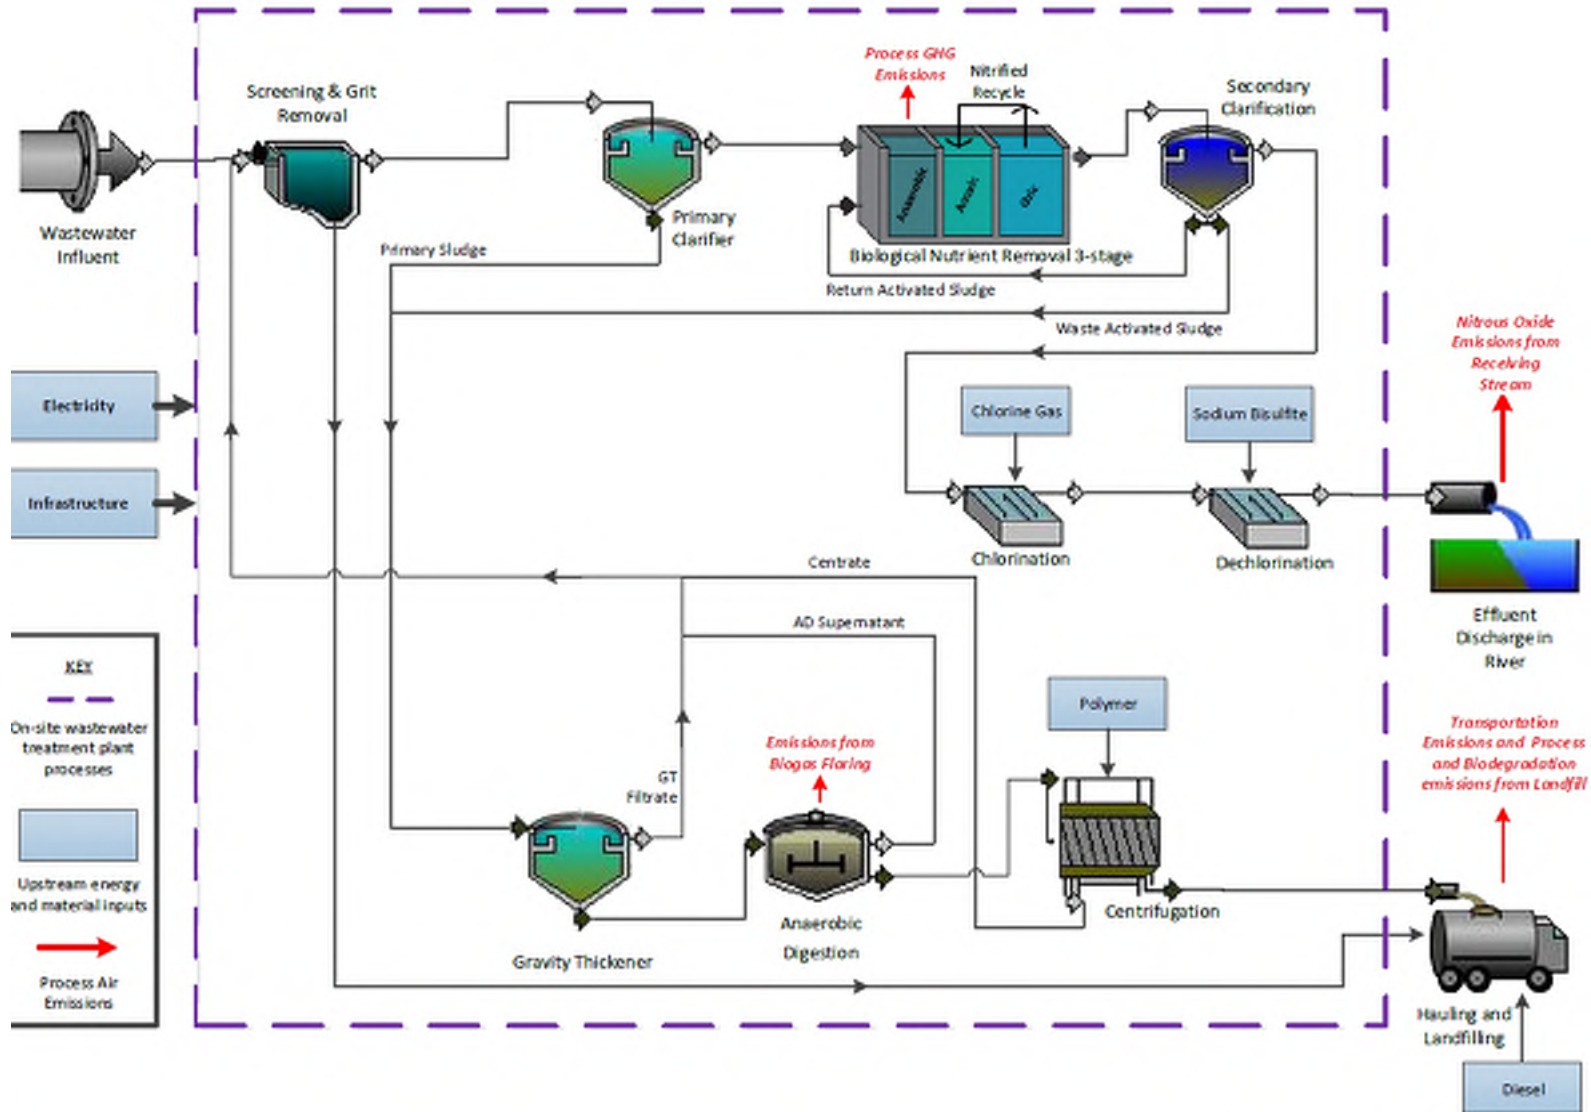 Process GHG
Emissions
Nitrified
Recycle
Screening & Grit
Removal
Secondary
Clarification
Anaerobic
Anoxic
Oxic
Wastewater
Influent
Primary
Clarifier
Primary Sludge
Biological Nutrient Removal 3-stage
Return Activated Sludge
Waste Activated Sludge
Nitrous Oxide
Emissions from
Receiving
Stream
Electricity
Chlorine Gas
Sodium Bisulfite
Infrastructure
Chlorination
Dechlorination
Centrate
AD Supernatant
Effluent
Discharge in
River
KEY
On-site wastewater
treatment plant
processes
Polymer
Transportation
Emissions and Process
and Biodegradation
emissions from Landfill
Emissions from
Biogas Flaring
GT
Filtrate
Upstream energy
and material inputs
Centrifugation
Anaerobic
Digestion
Gravity Thickener
Process Air
Emissions
Hauling and
Landfilling
Diesel